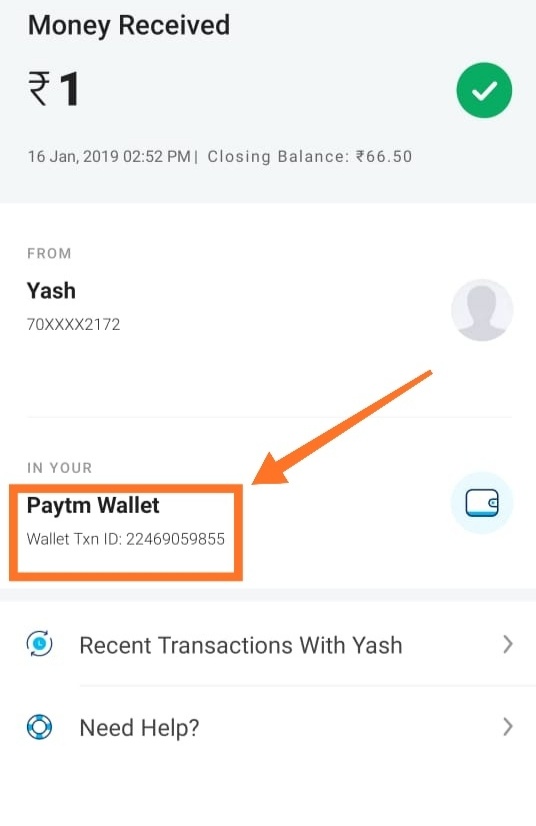 Money Received
₹1
16 Jan, 2019 02:52 PM| Closing Balance: ₹66.50
FROM
Yash
70XXXX2172
IN YOUR
Paytm Wallet
Wallet Txn ID: 22469059855
Recent Transactions With Yash
Need Help?